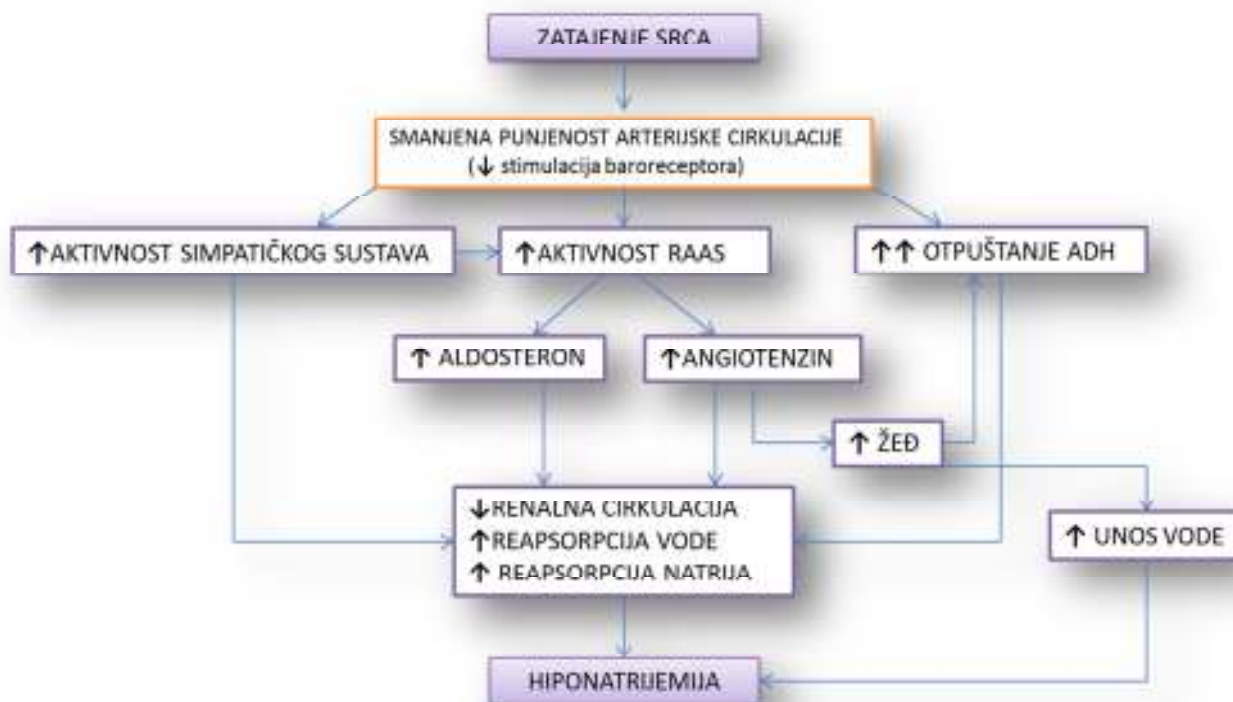 ZATAJENJE SRCA
SMANJENA PUNJENOST ARTERIJSKE CIRKULACIJE
(↓ stimulacija baroreceptora)
↑AKTIVNOST SIMPATIČKOG SUSTAVA
↑AKTIVNOST RAAS
↑↑ OTPUŠTANJE ADH
↑ ALDOSTERON
↑ANGIOTENZIN
↑ ŽEĐ
↓RENALNA CIRKULACIJA
↑REAPSORPCIJA VODE
↑ REAPSORPCIJA NATRIJA
↑ UNOS VODE
HIPONATRIJEMIJA